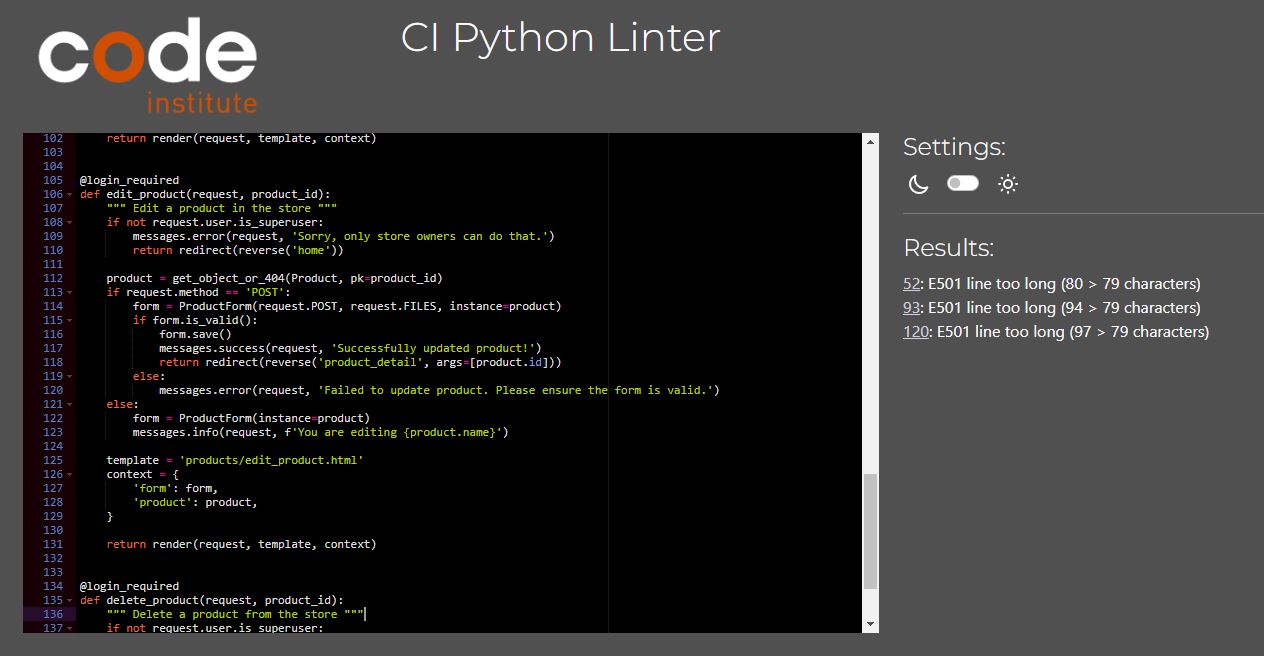 code
institute
CI Python Linter
102 return render(request, template, context)
103
104
105 @login_required
106 def edit_product(request, product_id):
107 """ Edit a product in the store """
108 if not request.user.is_superuser:
109 messages.error(request, 'Sorry, only store owners can do that.')
110 return redirect(reverse('home'))
111
112 product = get_object_or_404(Product, pk=product_id)
113 if request.method == 'POST':
114 form = ProductForm(request.POST, request.FILES, instance=product)
115 if form.is_valid():
116 form.save()
117 messages.success(request, 'Successfully updated product!')
118 return redirect(reverse('product_detail', args=[product.id]))
119 else:
120 messages.error(request, 'Failed to update product. Please ensure the form is valid.')
121 else:
122 form = ProductForm(instance=product)
123 messages.info(request, f'You are editing {product.name}')
124
125 template = 'products/edit_product.html'
126 context = {
127 'form': form,
128 'product': product,
129 }
130
131 return render(request, template, context)
132
133
134 @login_required
135 def delete_product(request, product_id):
136 """ Delete a product from the store """
137 if not request.user.is_superuser:
Settings:
Results:
52: E501 line too long (80 > 79 characters)
93: E501 line too long (94 > 79 characters)
120: E501 line too long (97 > 79 characters)